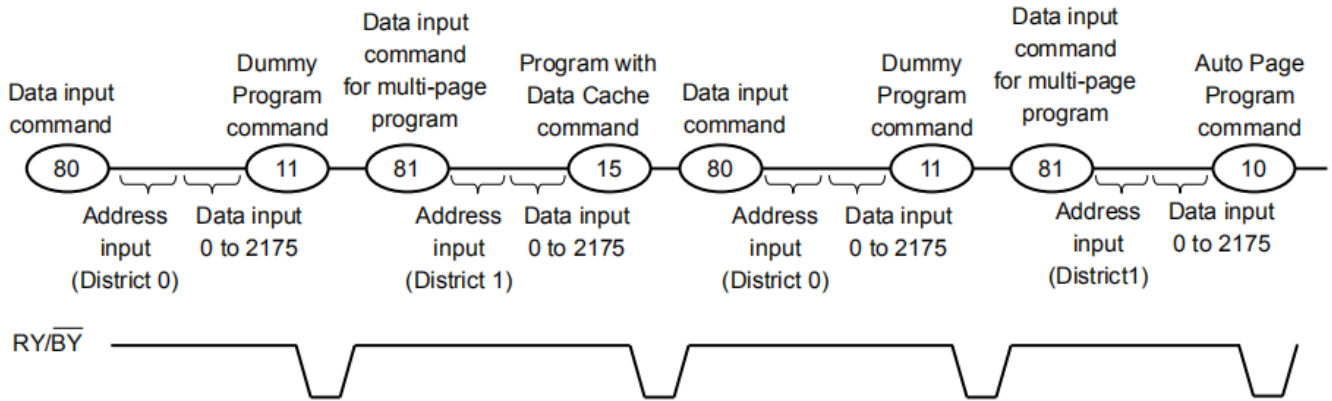 Data input
command
80
Address
input
(District 0)
Data input
0 to 2175
Dummy
Program
command
11
Data input
command
for multi-page
program
81
Address
input
(District 1)
Data input
0 to 2175
Program with
Data Cache
command
15
Data input
command
80
Address
input
(District 0)
Data input
0 to 2175
Dummy
Program
command
11
Data input
command
for multi-page
program
81
Address
input
(District1)
Data input
0 to 2175
Auto Page
Program
command
10
RY/B̅Y̅